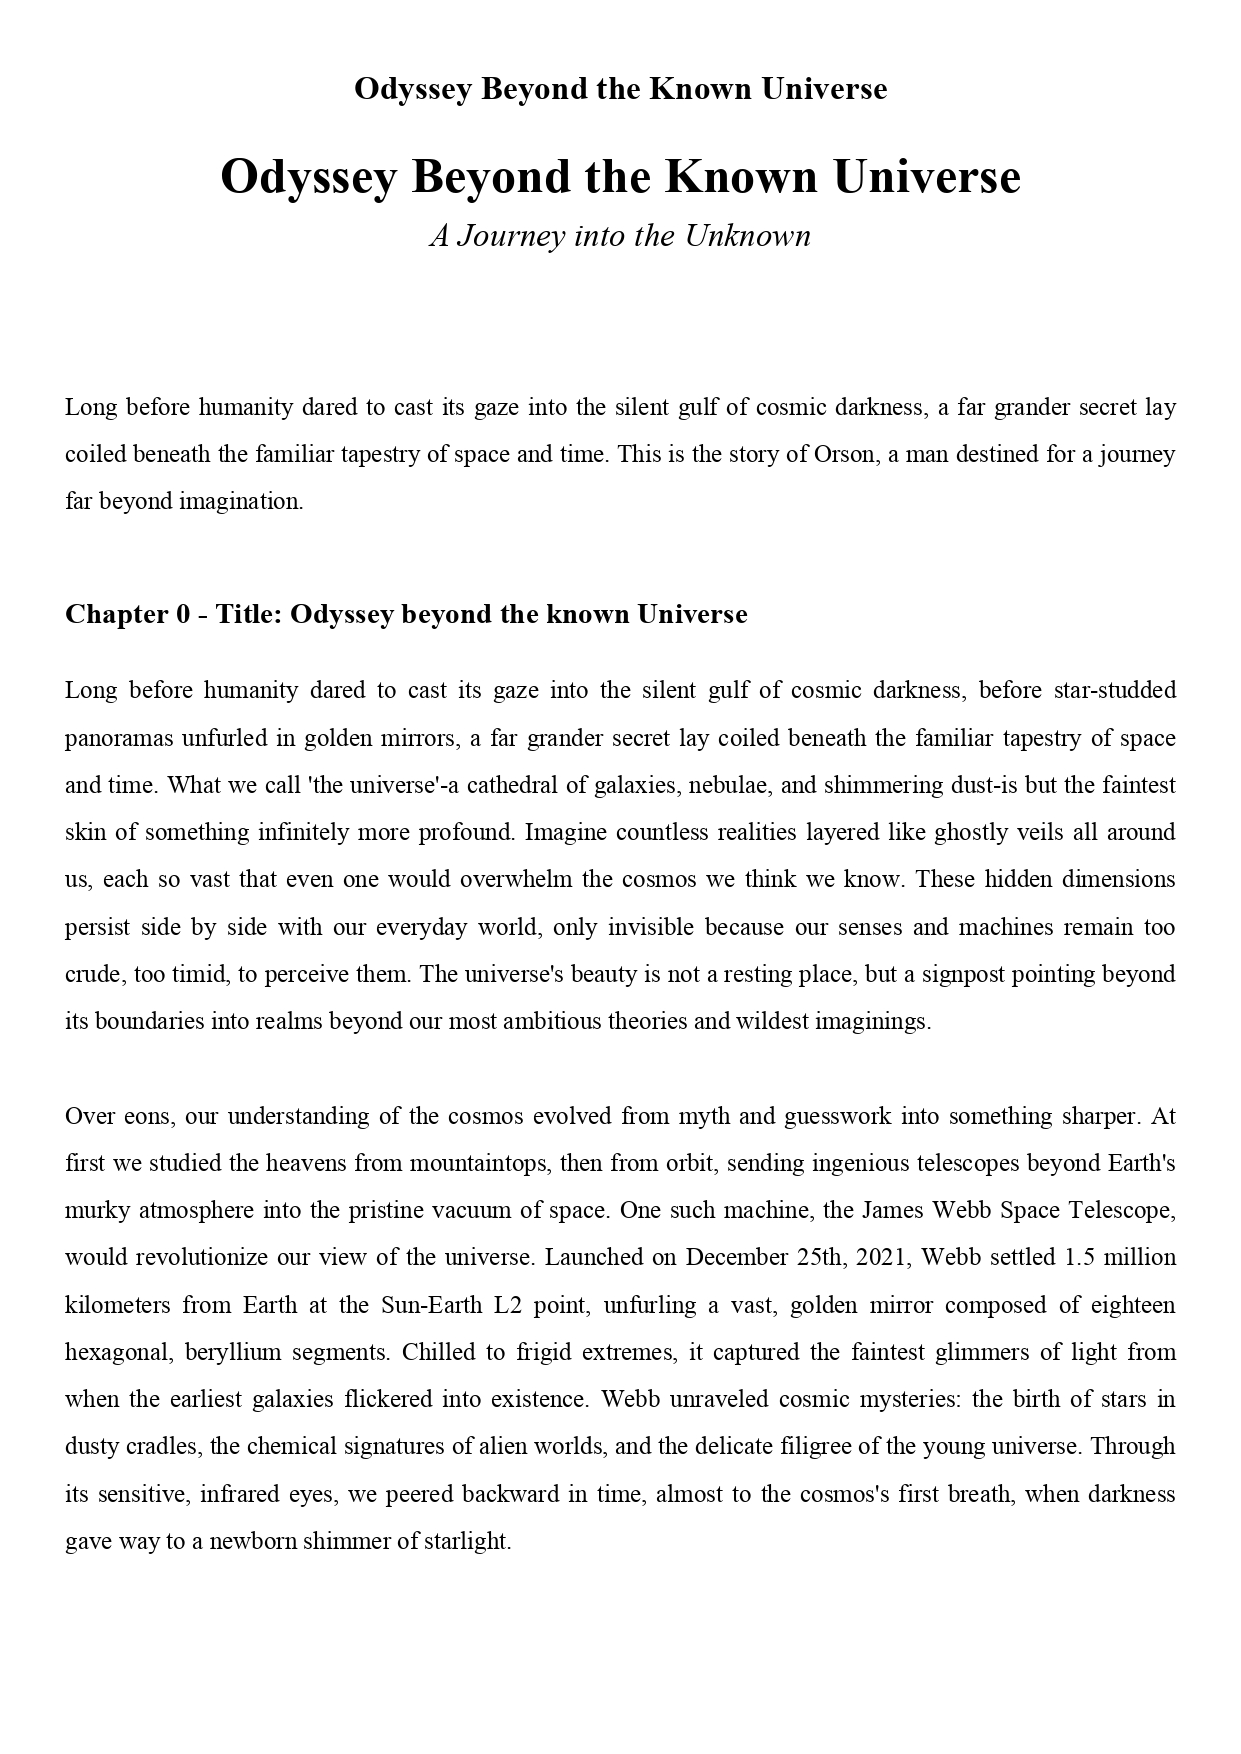 Odyssey Beyond the Known Universe
Odyssey Beyond the Known Universe
A Journey into the Unknown
Long before humanity dared to cast its gaze into the silent gulf of cosmic darkness, a far grander secret lay
coiled beneath the familiar tapestry of space and time. This is the story of Orson, a man destined for a journey
far beyond imagination.
Chapter 0 - Title: Odyssey beyond the known Universe
Long before humanity dared to cast its gaze into the silent gulf of cosmic darkness, before star-studded
panoramas unfurled in golden mirrors, a far grander secret lay coiled beneath the familiar tapestry of space
and time. What we call 'the universe'-a cathedral of galaxies, nebulae, and shimmering dust-is but the faintest
skin of something infinitely more profound. Imagine countless realities layered like ghostly veils all around
us, each so vast that even one would overwhelm the cosmos we think we know. These hidden dimensions
persist side by side with our everyday world, only invisible because our senses and machines remain too
crude, too timid, to perceive them. The universe's beauty is not a resting place, but a signpost pointing beyond
its boundaries into realms beyond our most ambitious theories and wildest imaginings.
Over eons, our understanding of the cosmos evolved from myth and guesswork into something sharper. At
first we studied the heavens from mountaintops, then from orbit, sending ingenious telescopes beyond Earth's
murky atmosphere into the pristine vacuum of space. One such machine, the James Webb Space Telescope,
would revolutionize our view of the universe. Launched on December 25th, 2021, Webb settled 1.5 million
kilometers from Earth at the Sun-Earth L2 point, unfurling a vast, golden mirror composed of eighteen
hexagonal, beryllium segments. Chilled to frigid extremes, it captured the faintest glimmers of light from
when the earliest galaxies flickered into existence. Webb unraveled cosmic mysteries: the birth of stars in
dusty cradles, the chemical signatures of alien worlds, and the delicate filigree of the young universe. Through
its sensitive, infrared eyes, we peered backward in time, almost to the cosmos's first breath, when darkness
gave way to a newborn shimmer of starlight.